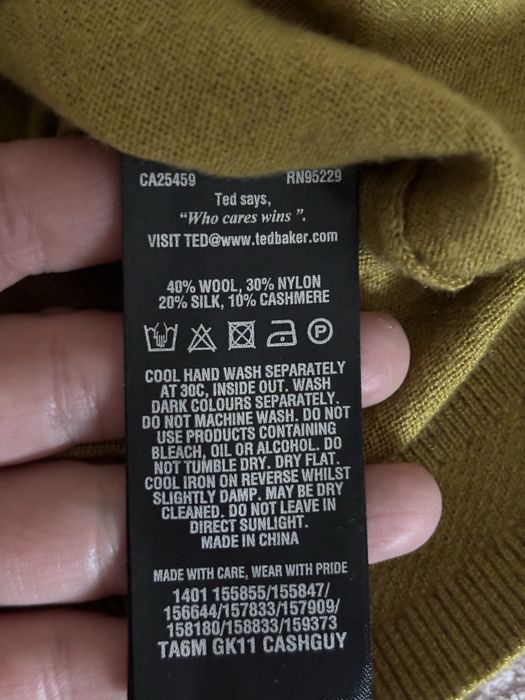 CA25459 RN95229
Ted says,
"Who cares wins ".
VISIT TED@www.tedbaker.com
40% WOOL, 30% NYLON
20% SILK, 10% CASHMERE
P
COOL HAND WASH SEPARATELY
AT 30C, INSIDE OUT. WASH
DARK COLOURS SEPARATELY.
DO NOT MACHINE WASH. DO NOT
USE PRODUCTS CONTAINING
BLEACH, OIL OR ALCOHOL. DO
NOT TUMBLE DRY. DRY FLAT.
COOL IRON ON REVERSE WHILST
SLIGHTLY DAMP. MAY BE DRY
CLEANED. DO NOT LEAVE IN
DIRECT SUNLIGHT.
MADE IN CHINA
MADE WITH CARE, WEAR WITH PRIDE
1401 155855/155847/
156644/157833/157909/
158180/158833/159373
TA6M GK11 CASHGUY